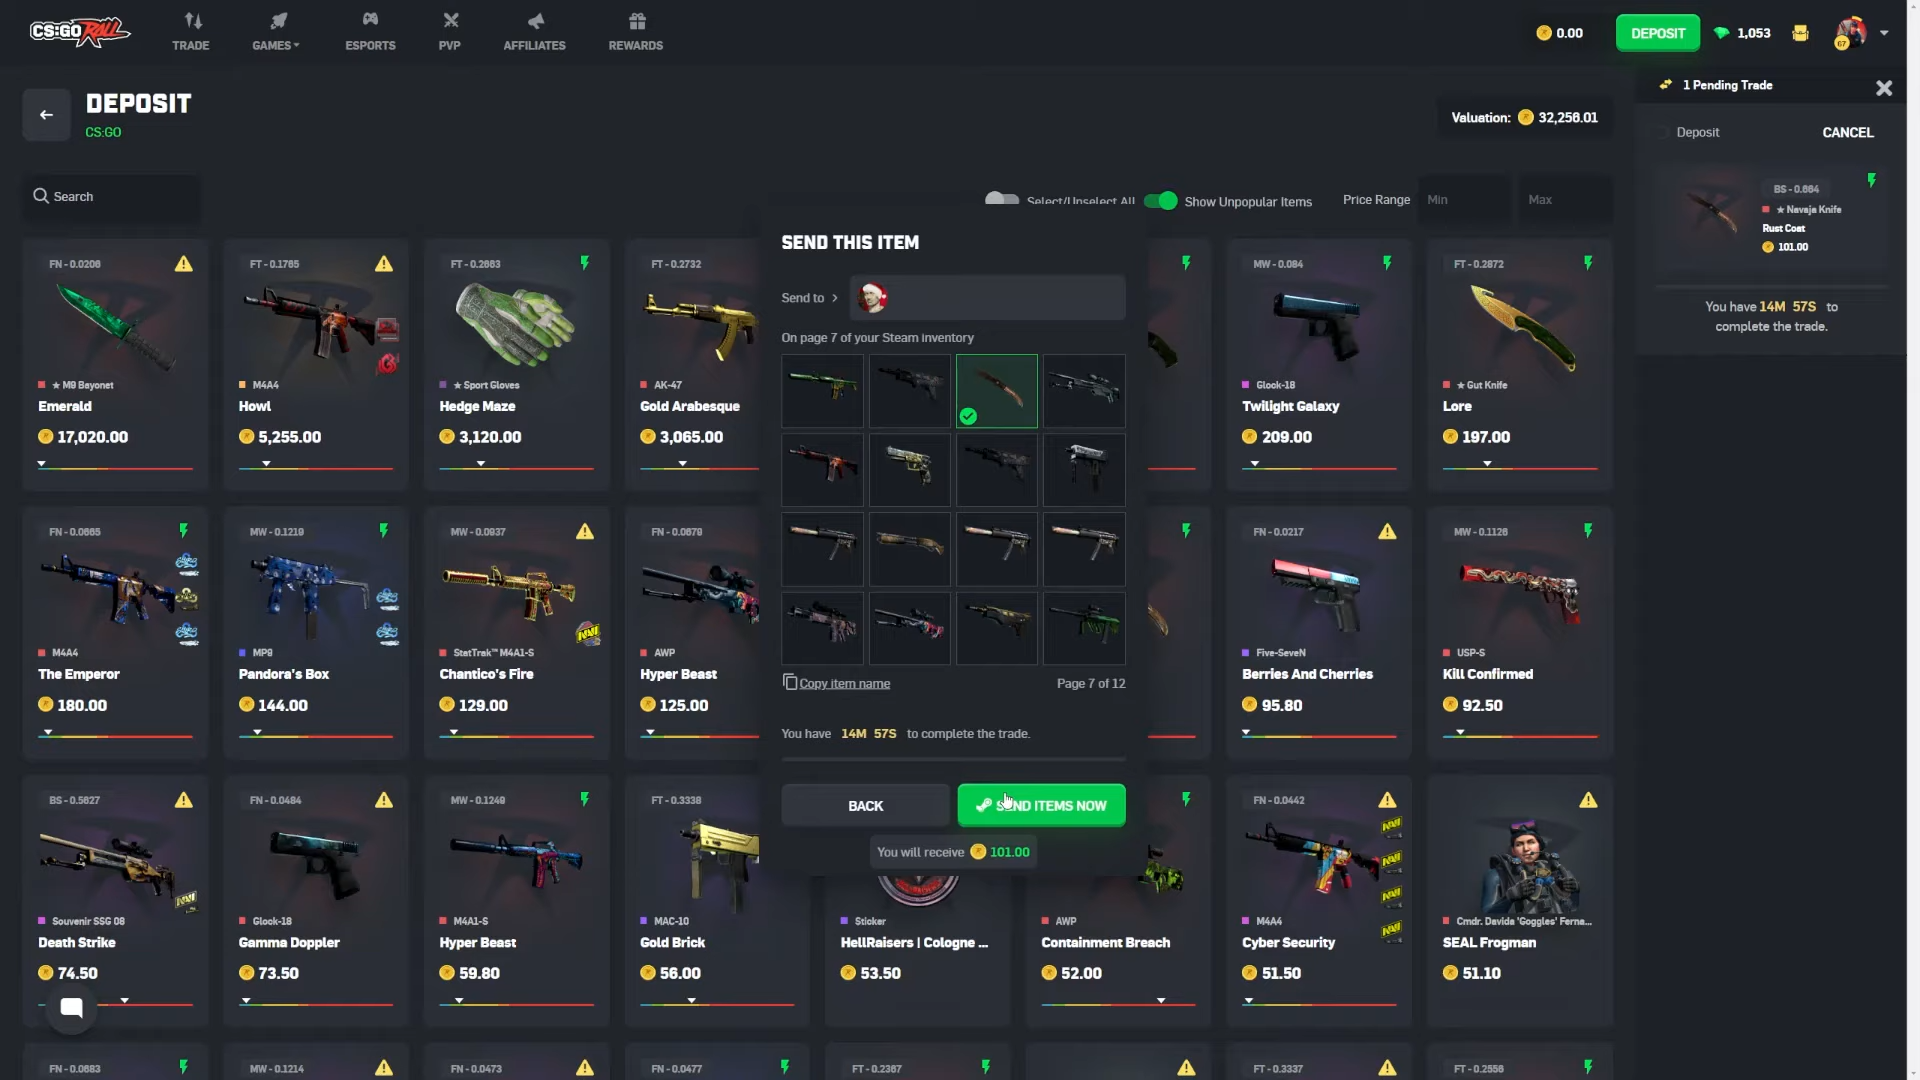 CS:GO ROLL
TRADE
GAMES
ESPORTS
PVP
AFFILIATES
REWARDS
0.00
DEPOSIT
1,053
67
DEPOSIT
CS:GO
Valuation: 32,256.01
1 Pending Trade
Deposit
CANCEL
BS - 0.664
★ Navaja Knife
Rust Coat
101.00
You have 14M 57S to
complete the trade.
Search
Select/Unselect All
Show Unpopular Items
Price Range
Min
Max
SEND THIS ITEM
Send to >
On page 7 of your Steam inventory
Copy item name
Page 7 of 12
You have 14M 57S to complete the trade.
BACK
SEND ITEMS NOW
You will receive 101.00
FN - 0.0206
★ M9 Bayonet
Emerald
17,020.00
FT - 0.1765
M4A4
Howl
5,255.00
FT - 0.2683
★ Sport Gloves
Hedge Maze
3,120.00
FT - 0.2732
AK-47
Gold Arabesque
3,065.00
MW - 0.084
Glock-18
Twilight Galaxy
209.00
FT - 0.2872
★ Gut Knife
Lore
197.00
FN - 0.0665
M4A4
The Emperor
180.00
MW - 0.1219
MP9
Pandora's Box
144.00
MW - 0.0937
StatTrak™ M4A1-S
Chantico's Fire
129.00
FN - 0.0679
AWP
Hyper Beast
125.00
FN - 0.0217
Five-SeveN
Berries And Cherries
95.80
MW - 0.1126
USP-S
Kill Confirmed
92.50
BS - 0.5627
Souvenir SSG 08
Death Strike
74.50
FN - 0.0484
Glock-18
Gamma Doppler
73.50
MW - 0.1249
M4A1-S
Hyper Beast
59.80
FT - 0.3338
MAC-10
Gold Brick
56.00
Sticker
HellRaisers | Cologne ...
53.50
AWP
Containment Breach
52.00
FN - 0.0442
M4A4
Cyber Security
51.50
Cmdr. Davida 'Goggles' Ferna...
SEAL Frogman
51.10
FN - 0.0683
MW - 0.1214
FN - 0.0473
FN - 0.0477
FT - 0.2367
FT - 0.3337
FT - 0.2556